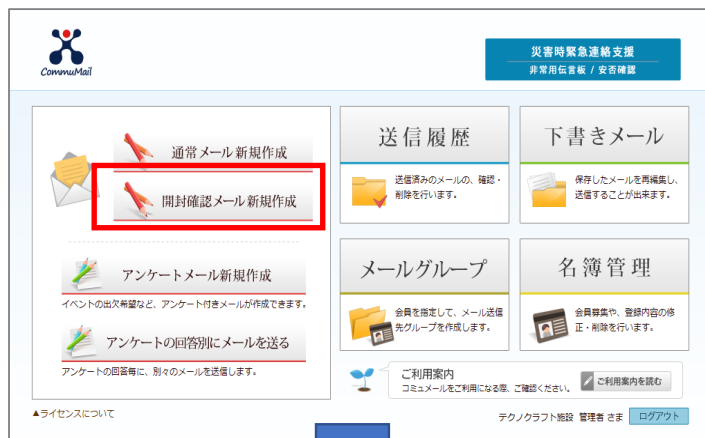 CommuMail
災害時緊急連絡支援
非常用伝言板 / 安否確認
通常メール新規作成
開封確認メール新規作成
アンケートメール新規作成
イベントの出欠希望など、アンケート付きメールが作成できます。
アンケートの回答別にメールを送る
アンケートの回答毎に、別々のメールを送信します。
送信履歴
送信済みのメールの、確認・
削除を行います。
下書きメール
保存したメールを再編集し、
送信することが出来ます。
メールグループ
会員を指定して、メール送信
先グループを作成します。
名簿管理
会員募集や、登録内容の修
正・削除を行います。
ご利用案内
コミュメールをご利用になる際、ご確認ください。
ご利用案内を読む
▲ライセンスについて
テクノクラフト施設 管理者 さま
ログアウト